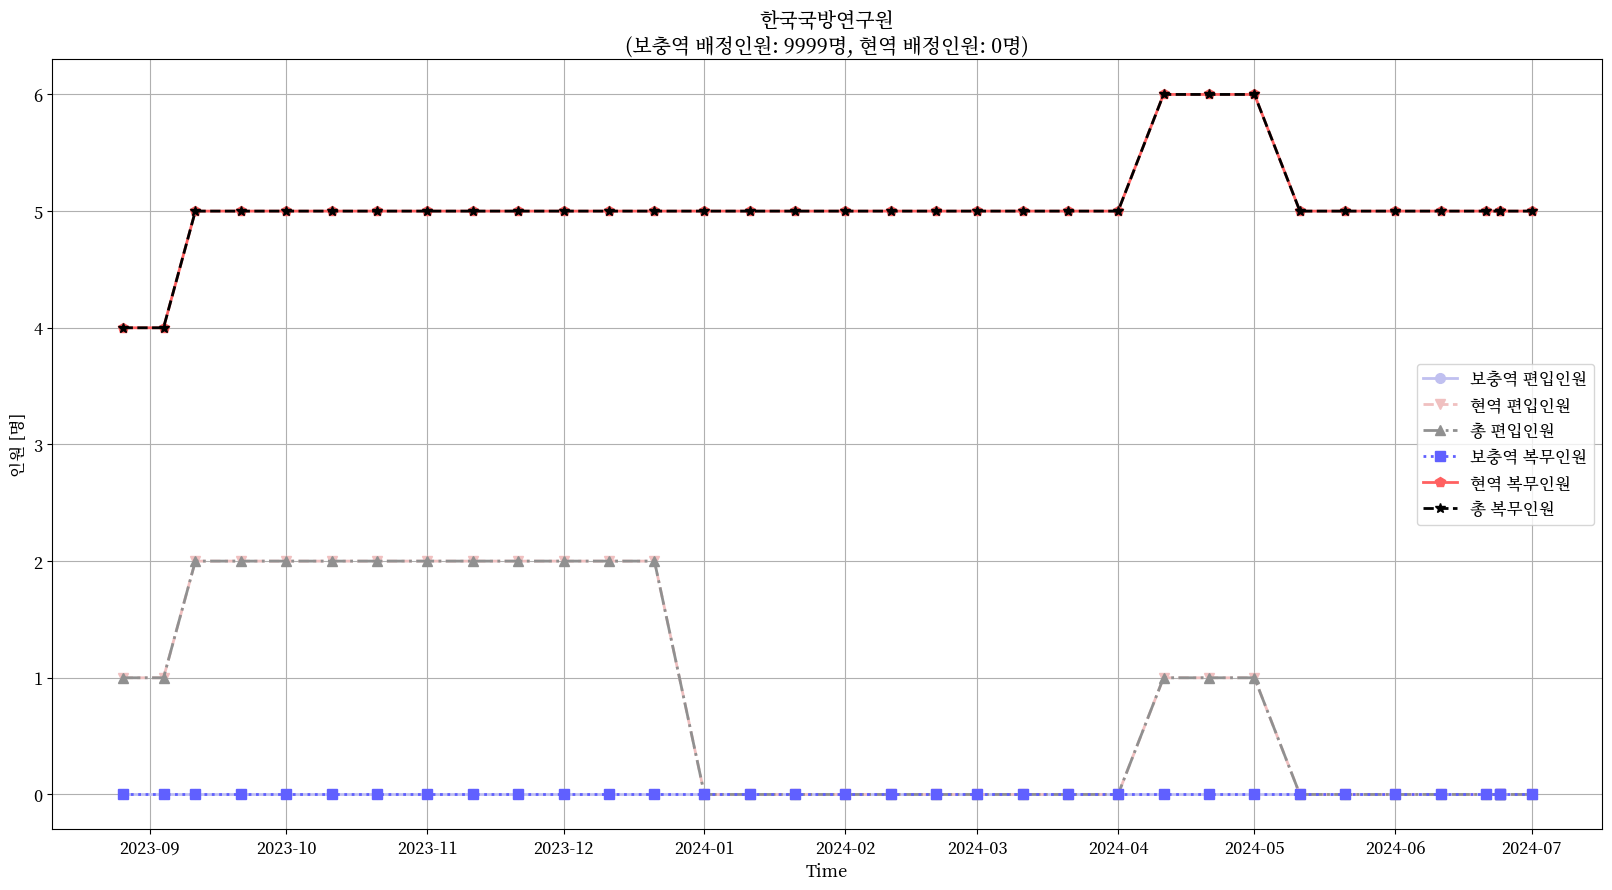 한국국방연구원
(보충역 배정인원: 9999명, 현역 배정인원: 0명)
인원 [명]
6
5
4
3
2
1
0
보충역 편입인원
현역 편입인원
총 편입인원
보충역 복무인원
현역 복무인원
총 복무인원
2023-09 2023-10 2023-11 2023-12 2024-01 2024-02 2024-03 2024-04 2024-05 2024-06 2024-07
Time